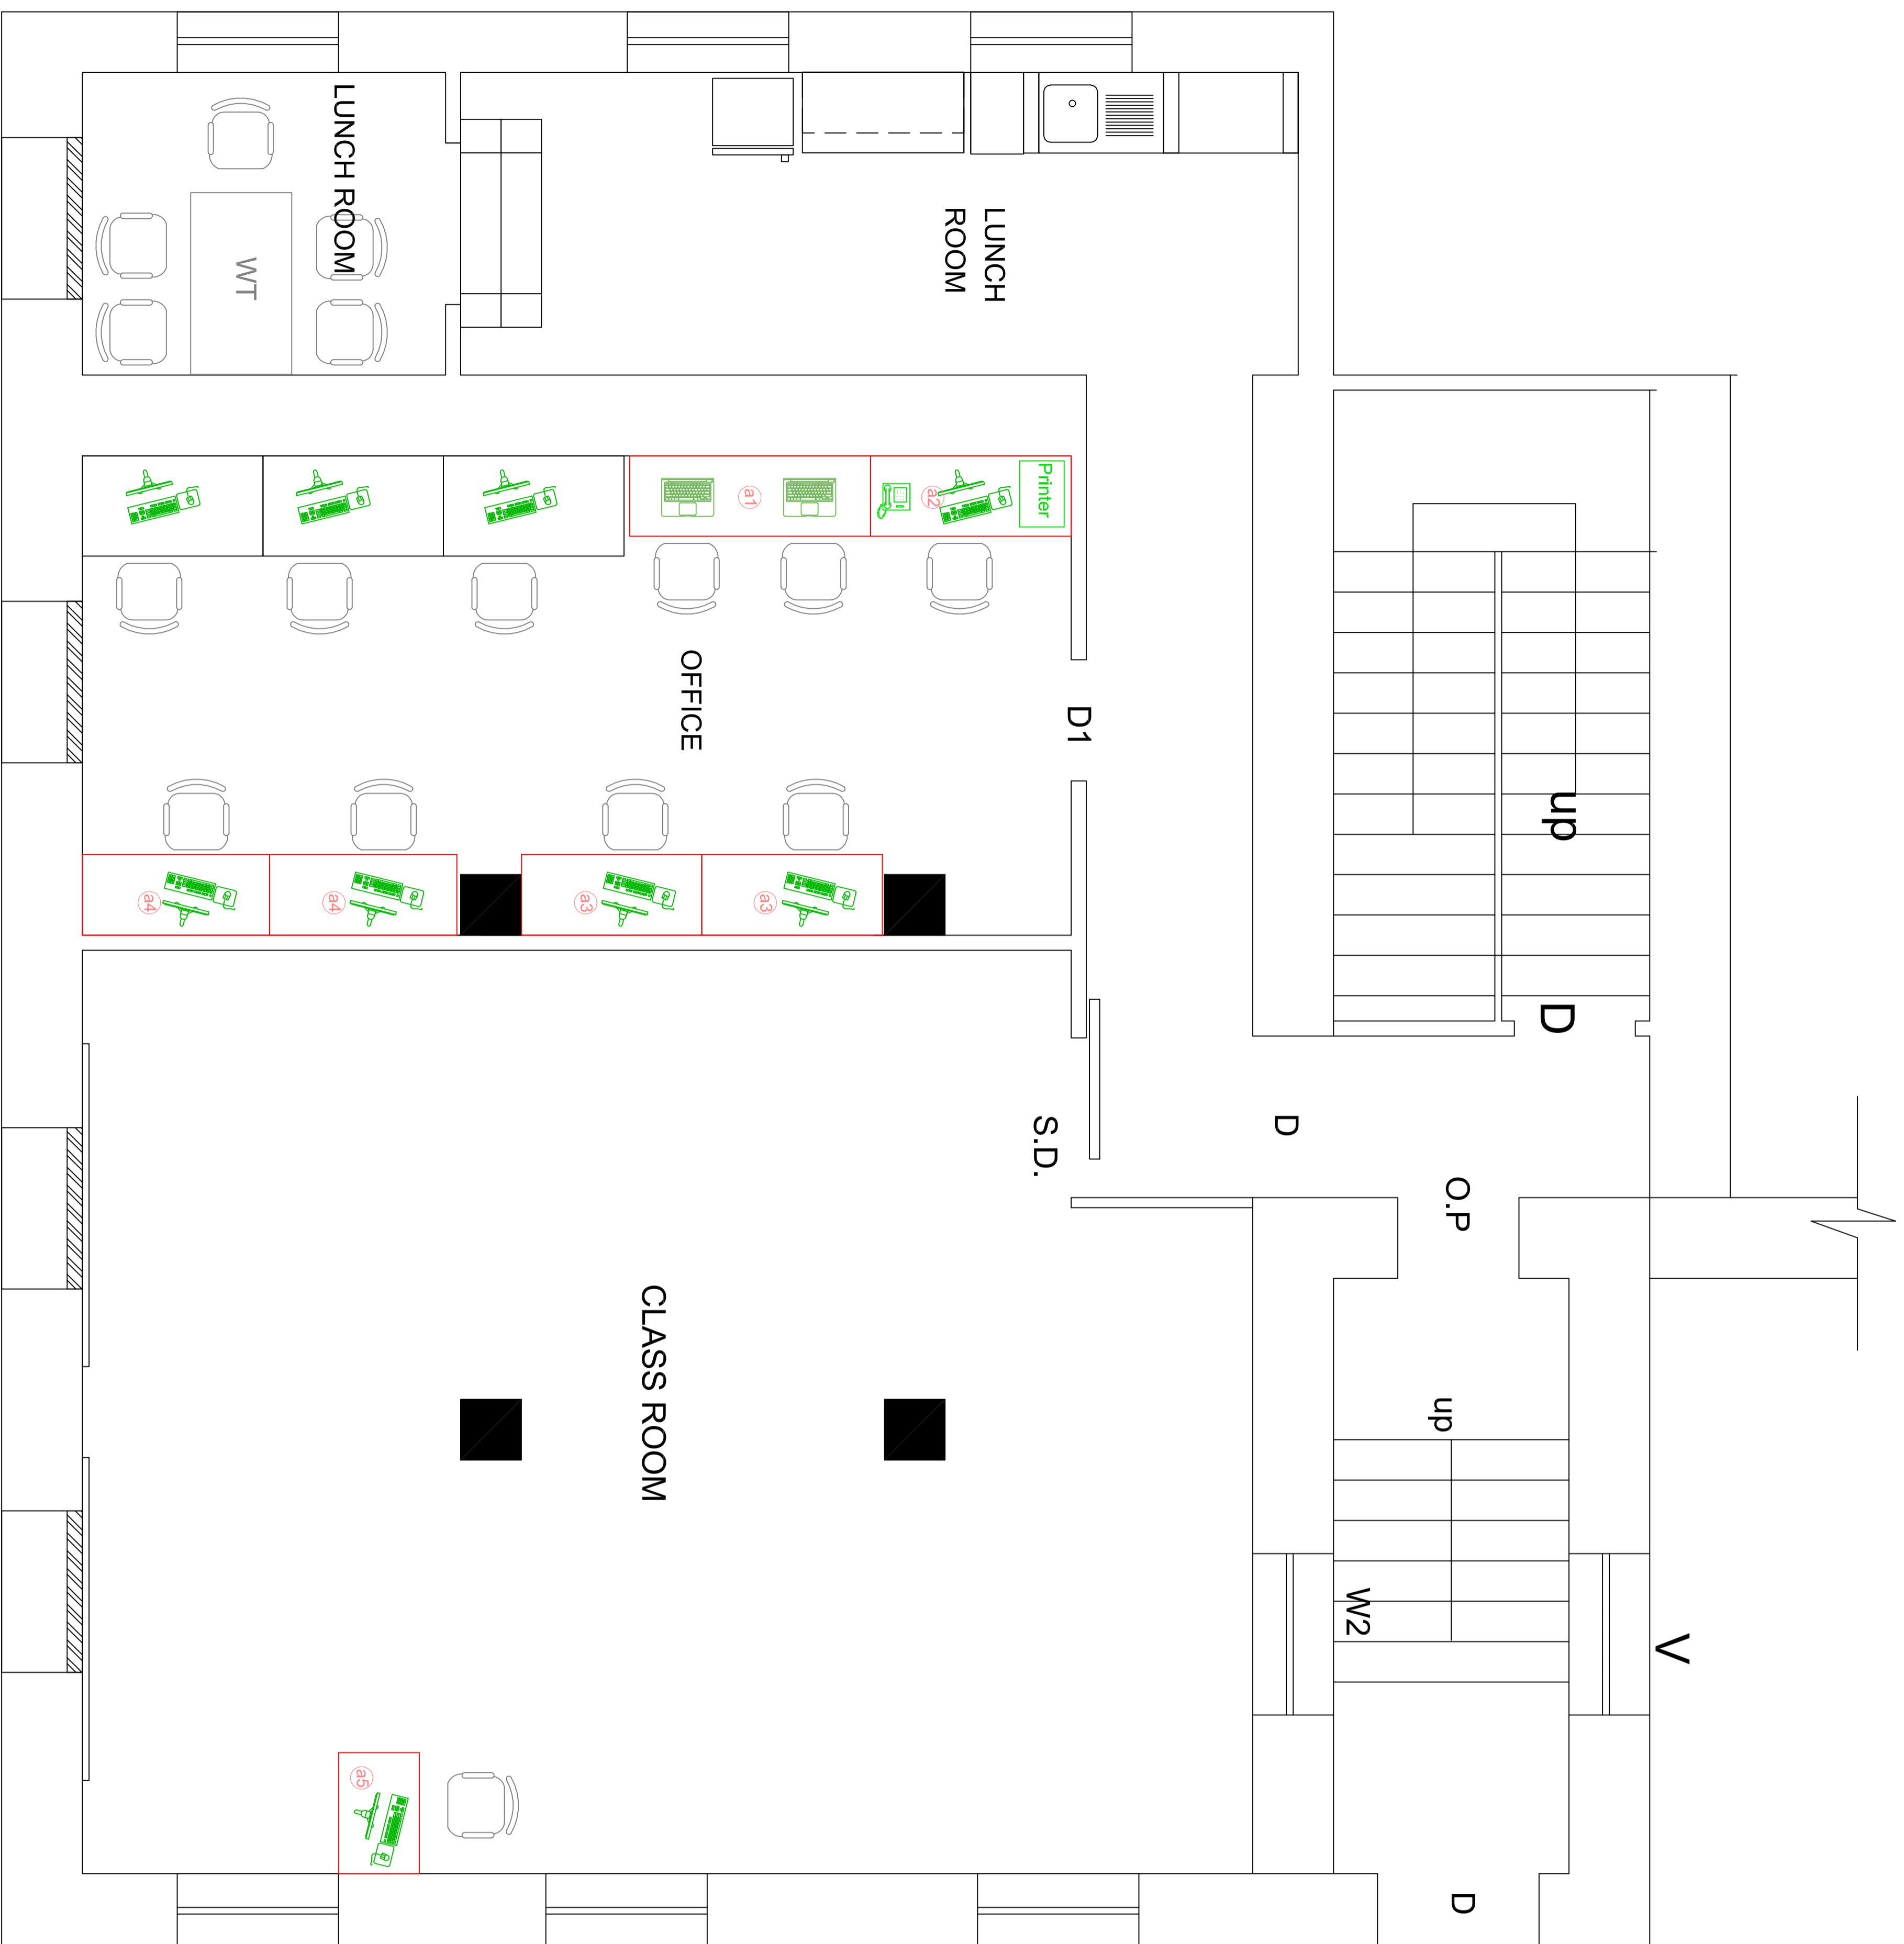 LUNCH ROOM
WT
LUNCH
ROOM
a1
a2
Printer
OFFICE
D1
up
a4
a4
a3
a3
D
S.D.
D
O.P
CLASS ROOM
up
W2
V
a5
D